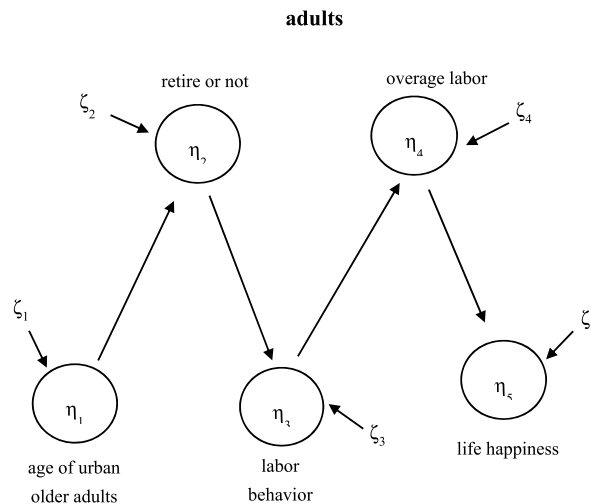 adults
retire or not
overage labor
ζ2
ζ4
η2
η4
ζ1
ζ
η1
η3
η5
ζ3
life happiness
age of urban
older adults
labor
behavior